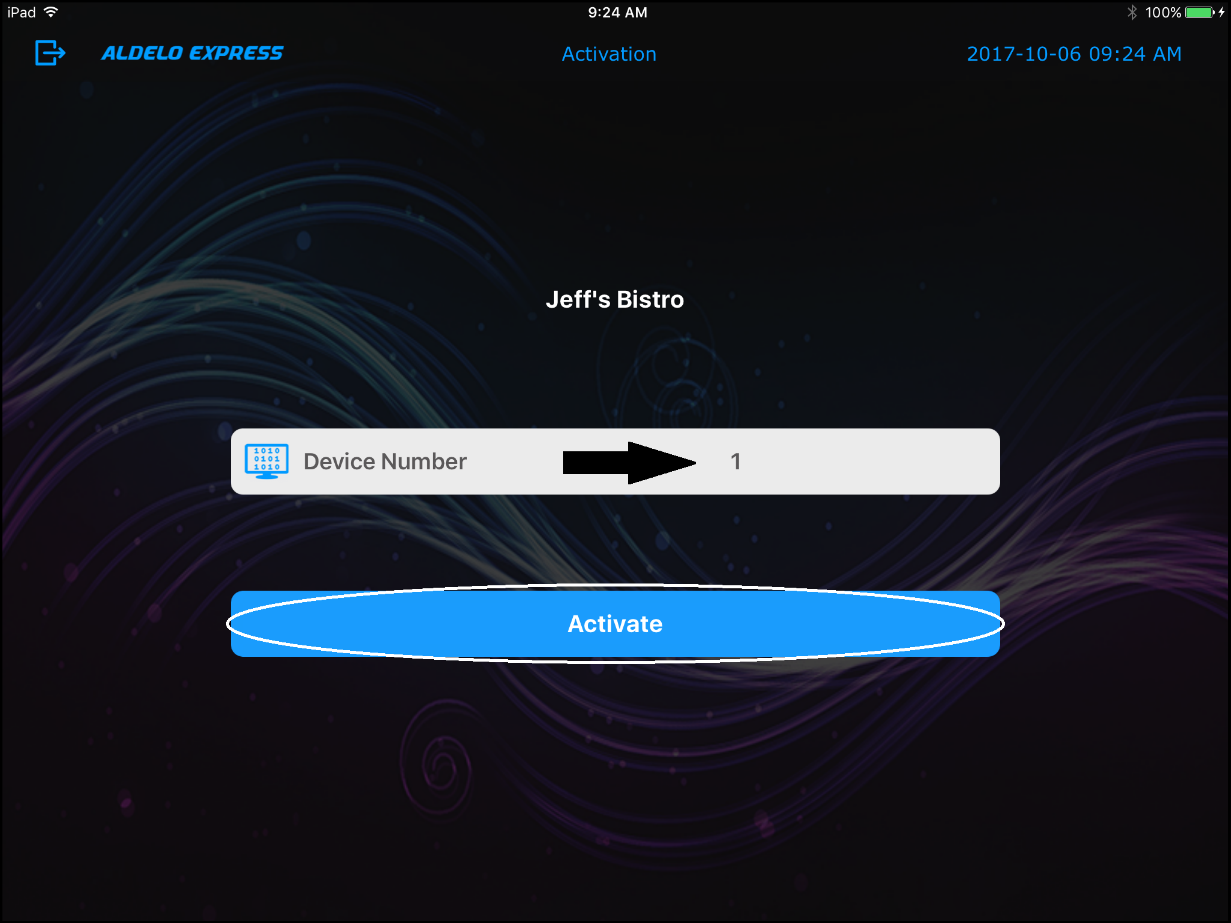 iPad 9:24 AM 100%
ALDELO EXPRESS Activation 2017-10-06 09:24 AM
Jeff's Bistro
1010
0101
1010
Device Number 1
Activate